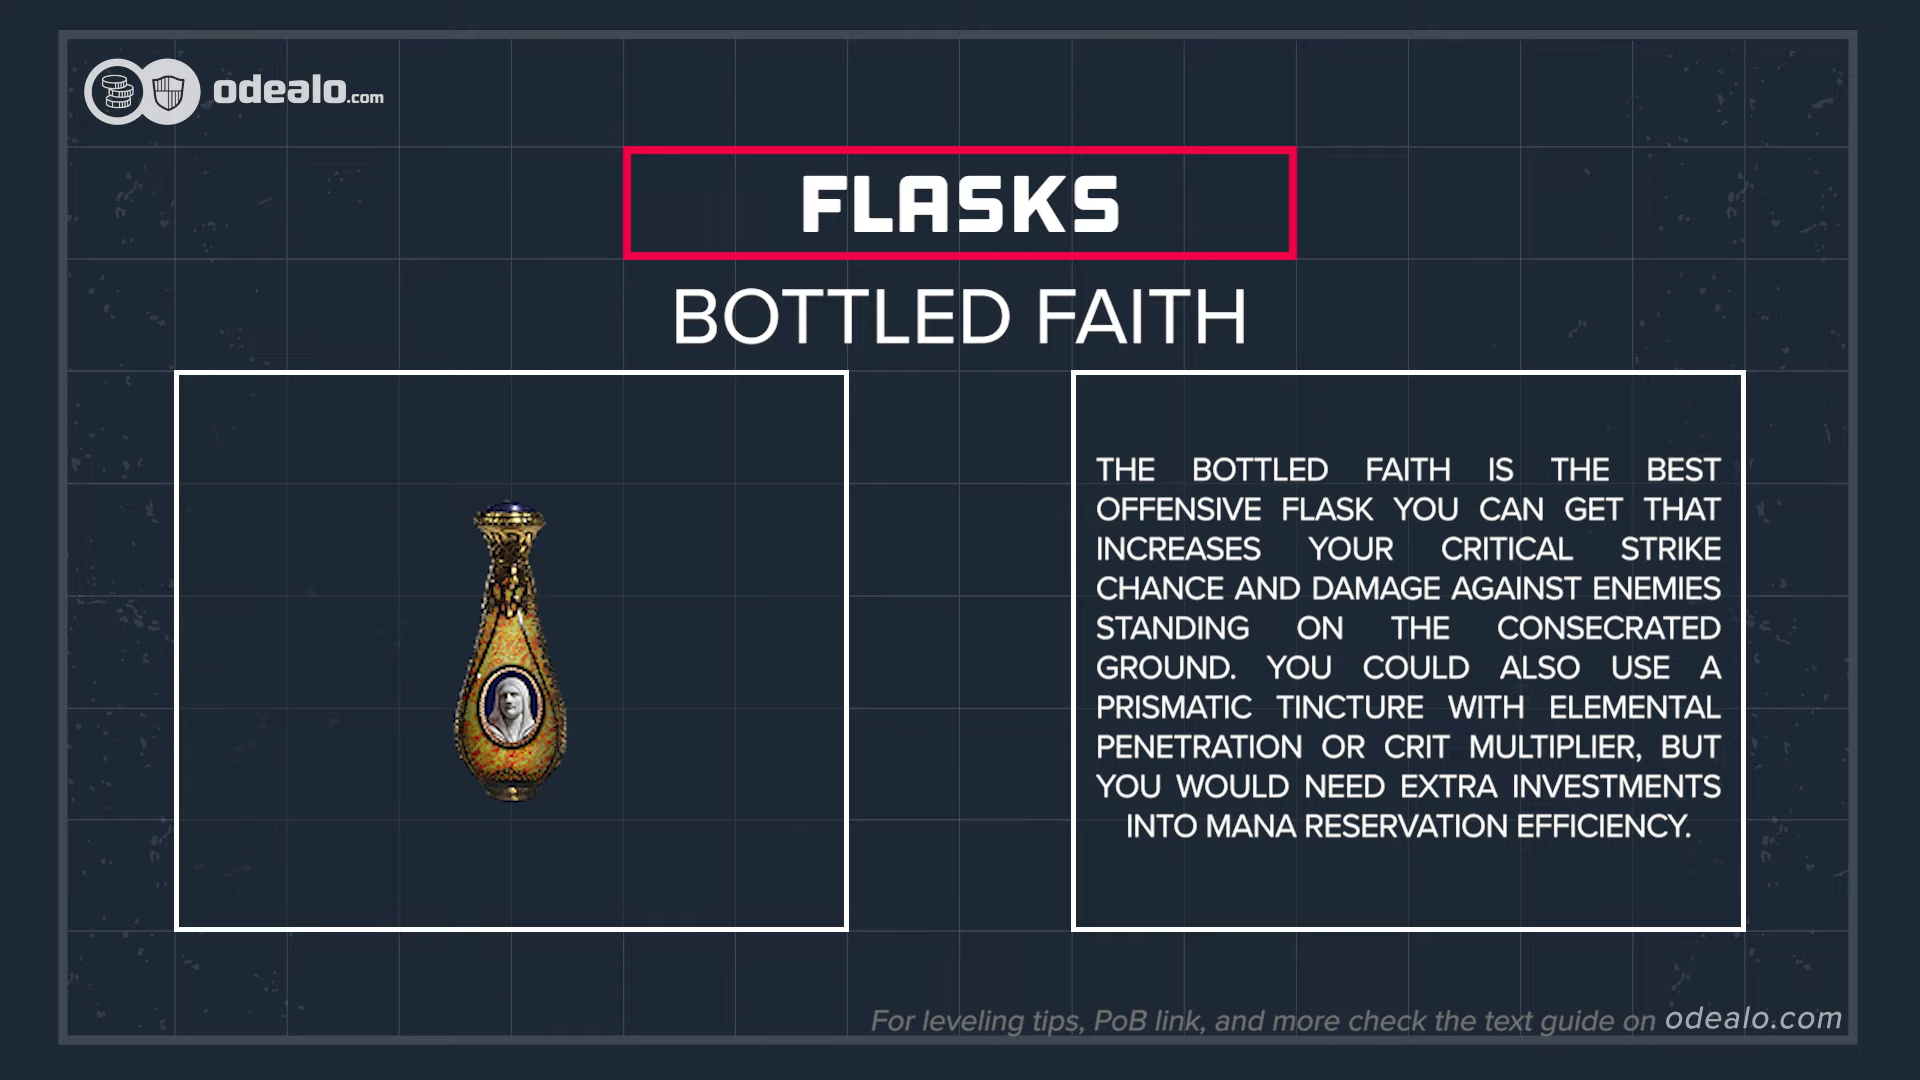 odealo.com
FLASKS
BOTTLED FAITH
THE BOTTLED FAITH IS THE BEST
OFFENSIVE FLASK YOU CAN GET THAT
INCREASES YOUR CRITICAL STRIKE
CHANCE AND DAMAGE AGAINST ENEMIES
STANDING ON THE CONSECRATED
GROUND. YOU COULD ALSO USE A
PRISMATIC TINCTURE WITH ELEMENTAL
PENETRATION OR CRIT MULTIPLIER, BUT
YOU WOULD NEED EXTRA INVESTMENTS
INTO MANA RESERVATION EFFICIENCY.
For leveling tips, PoB link, and more check the text guide on odealo.com